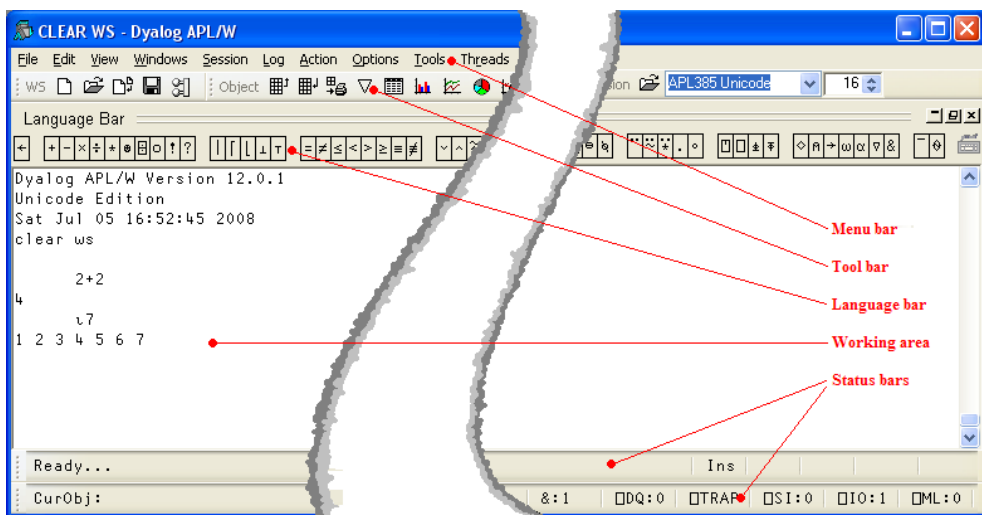 CLEAR WS - Dyalog APL/W
File Edit View Windows Session Log Action Options Tools Threads
WS Object APL385 Unicode 16
Language Bar
← + - × ÷ * ⍟ ⌹ ○ ! ? | ⌈ ⌊ ⊥ ⊤ = ≠ ≤ < > ≥ ≡ ≢ ∨ ∧ ⍲ . ∘ ⍞ ⎕ ⍎ ⍕ ⋄ ⍝ → ⍵ ⍺ ∇ & ¯ ⍬
Dyalog APL/W Version 12.0.1
Unicode Edition
Sat Jul 05 16:52:45 2008
clear ws
2+2
4
⍳7
1 2 3 4 5 6 7
Menu bar
Tool bar
Language bar
Working area
Status bars
Ready... Ins
CurObj: &:1 ⎕DQ:0 ⎕TRAP ⎕SI:0 ⎕IO:1 ⎕ML:0